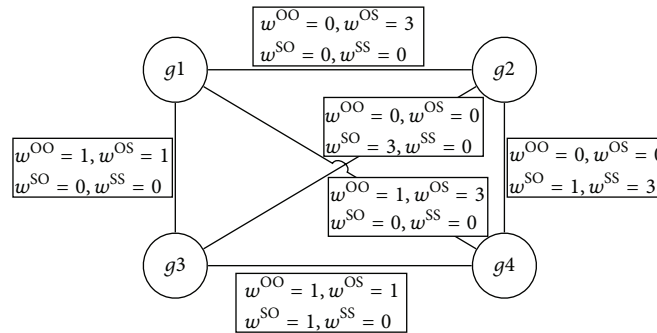 w^OO = 0, w^OS = 3
w^SO = 0, w^SS = 0
g1
g2
w^OO = 0, w^OS = 0
w^SO = 3, w^SS = 0
w^OO = 1, w^OS = 1
w^SO = 0, w^SS = 0
w^OO = 0, w^OS = 0
w^SO = 1, w^SS = 3
w^OO = 1, w^OS = 3
w^SO = 0, w^SS = 0
g3
g4
w^OO = 1, w^OS = 1
w^SO = 1, w^SS = 0